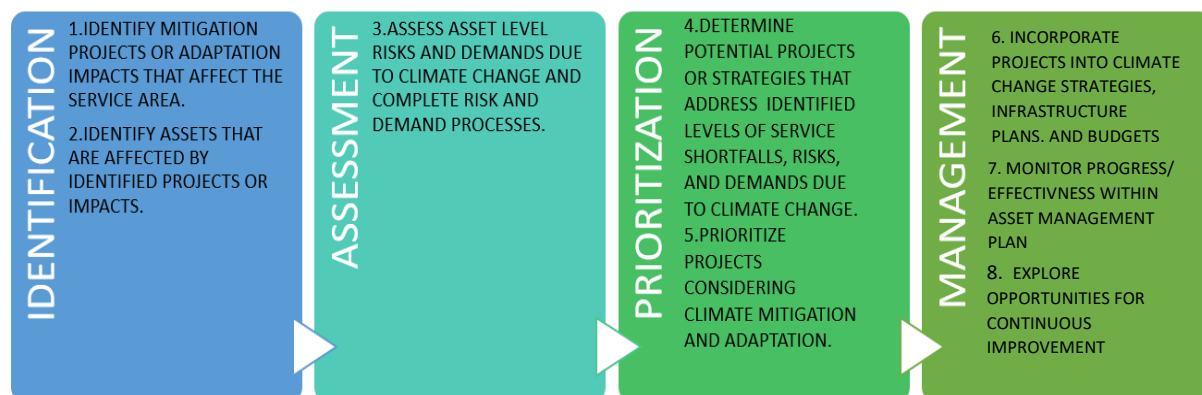 IDENTIFICATION
1.IDENTIFY MITIGATION
PROJECTS OR ADAPTATION
IMPACTS THAT AFFECT THE
SERVICE AREA.
2.IDENTIFY ASSETS THAT
ARE AFFECTED BY
IDENTIFIED PROJECTS OR
IMPACTS.
ASSESSMENT
3.ASSESS ASSET LEVEL
RISKS AND DEMANDS DUE
TO CLIMATE CHANGE AND
COMPLETE RISK AND
DEMAND PROCESSES.
PRIORITIZATION
4.DETERMINE
POTENTIAL PROJECTS
OR STRATEGIES THAT
ADDRESS IDENTIFIED
LEVELS OF SERVICE
SHORTFALLS, RISKS,
AND DEMANDS DUE
TO CLIMATE CHANGE.
5.PRIORITIZE
PROJECTS
CONSIDERING
CLIMATE MITIGATION
AND ADAPTATION.
MANAGEMENT
6. INCORPORATE
PROJECTS INTO CLIMATE
CHANGE STRATEGIES,
INFRASTRUCTURE
PLANS. AND BUDGETS
7. MONITOR PROGRESS/
EFFECTIVNESS WITHIN
ASSET MANAGEMENT
PLAN
8. EXPLORE
OPPORTUNITIES FOR
CONTINUOUS
IMPROVEMENT